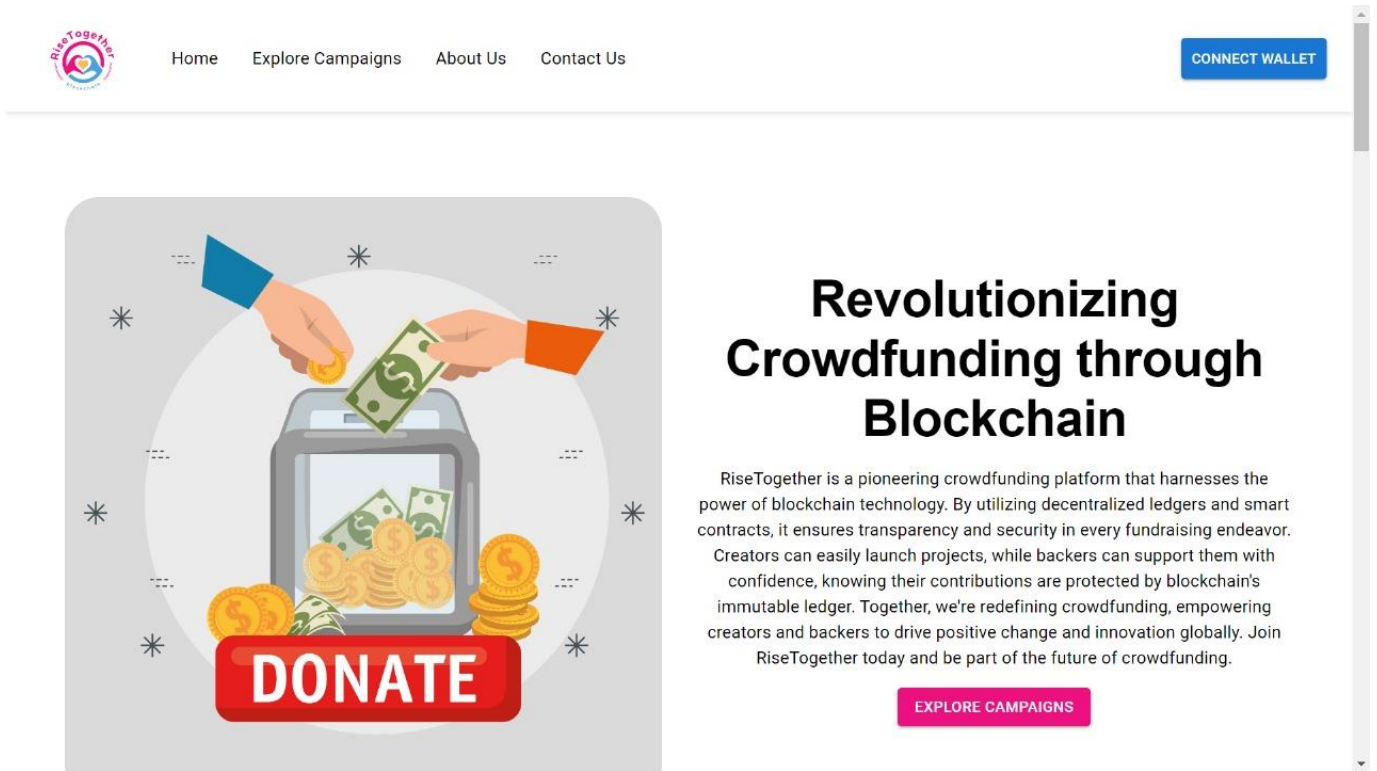 RiseTogether
blockchain
Home Explore Campaigns About Us Contact Us
CONNECT WALLET
DONATE
Revolutionizing
Crowdfunding through
Blockchain
RiseTogether is a pioneering crowdfunding platform that harnesses the
power of blockchain technology. By utilizing decentralized ledgers and smart
contracts, it ensures transparency and security in every fundraising endeavor.
Creators can easily launch projects, while backers can support them with
confidence, knowing their contributions are protected by blockchain's
immutable ledger. Together, we're redefining crowdfunding, empowering
creators and backers to drive positive change and innovation globally. Join
RiseTogether today and be part of the future of crowdfunding.
EXPLORE CAMPAIGNS